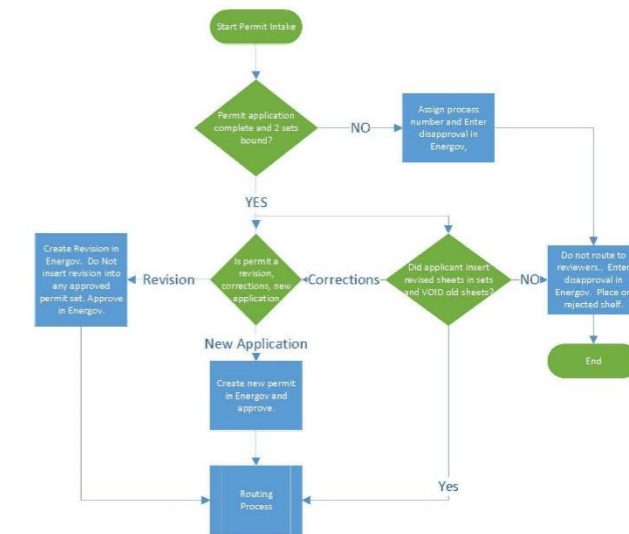 Start Permit Intake
Permit application
complete and 2 sets
bound?
NO
Assign process
number and Enter
disapproval in
Energov,
YES
Create Revision in
Energov. Do Not
insert revision into
any approved
permit set. Approve
in Energov.
Revision
Is permit a
revision,
corrections, new
application
Corrections
Did applicant insert
revised sheets in sets
and VOID old sheets?
NO
Do not route to
reviewers.. Enter
disapproval in
Energov. Place on
rejected shelf.
New Application
End
Create new permit
in Energov and
approve.
Yes
Routing
Process